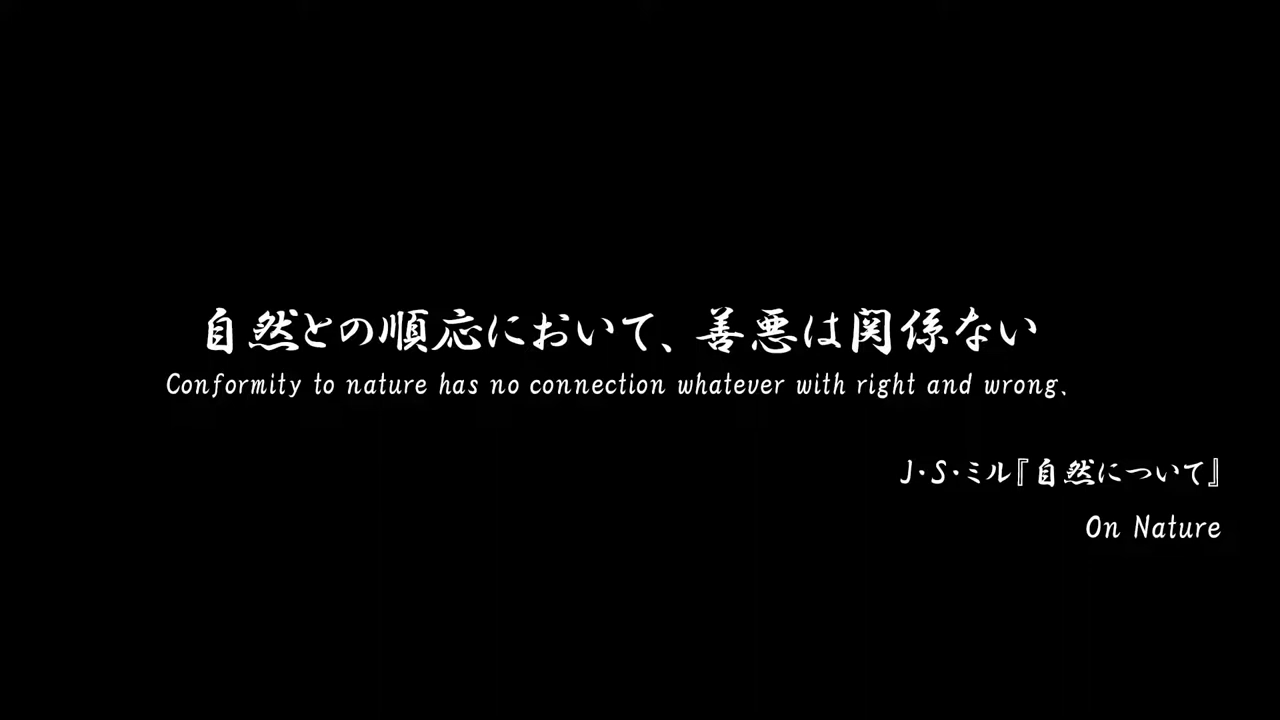 自然との順応において、善悪は関係ない
Conformity to nature has no connection whatever with right and wrong.
J・S・ミル『自然について』
On Nature